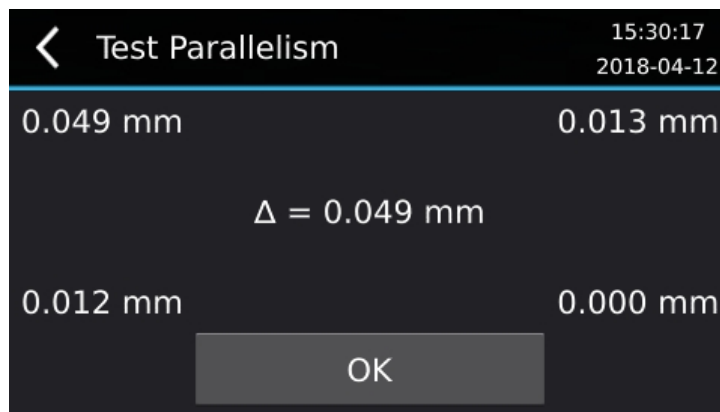 Test Parallelism
15:30:17
2018-04-12
0.049 mm
0.013 mm
Δ = 0.049 mm
0.012 mm
0.000 mm
OK